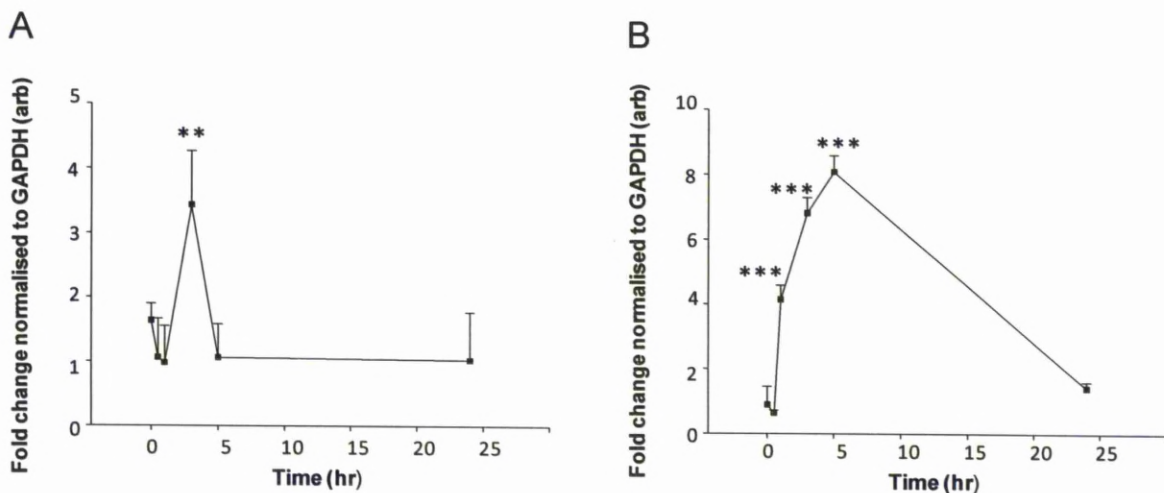 A
Fold change normalised to GAPDH (arb)
5
4
3
2
1
0
**
0 5 10 15 20 25
Time (hr)
B
Fold change normalised to GAPDH (arb)
10
8
6
4
2
0
***
***
***
0 5 10 15 20 25
Time (hr)